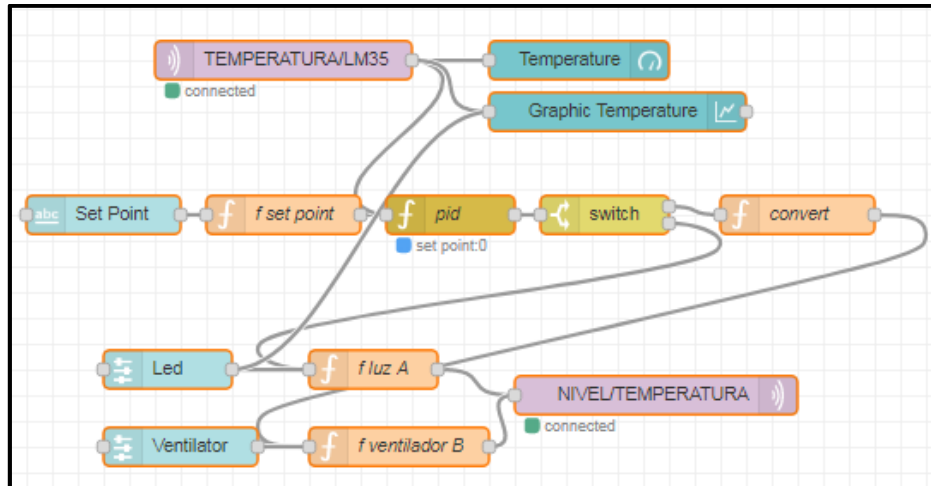 TEMPERATURA/LM35
Temperature
connected
Graphic Temperature
abc
Set Point
f set point
pid
switch
convert
set point:0
Led
f luz A
NIVEL/TEMPERATURA
connected
Ventilator
f ventilador B